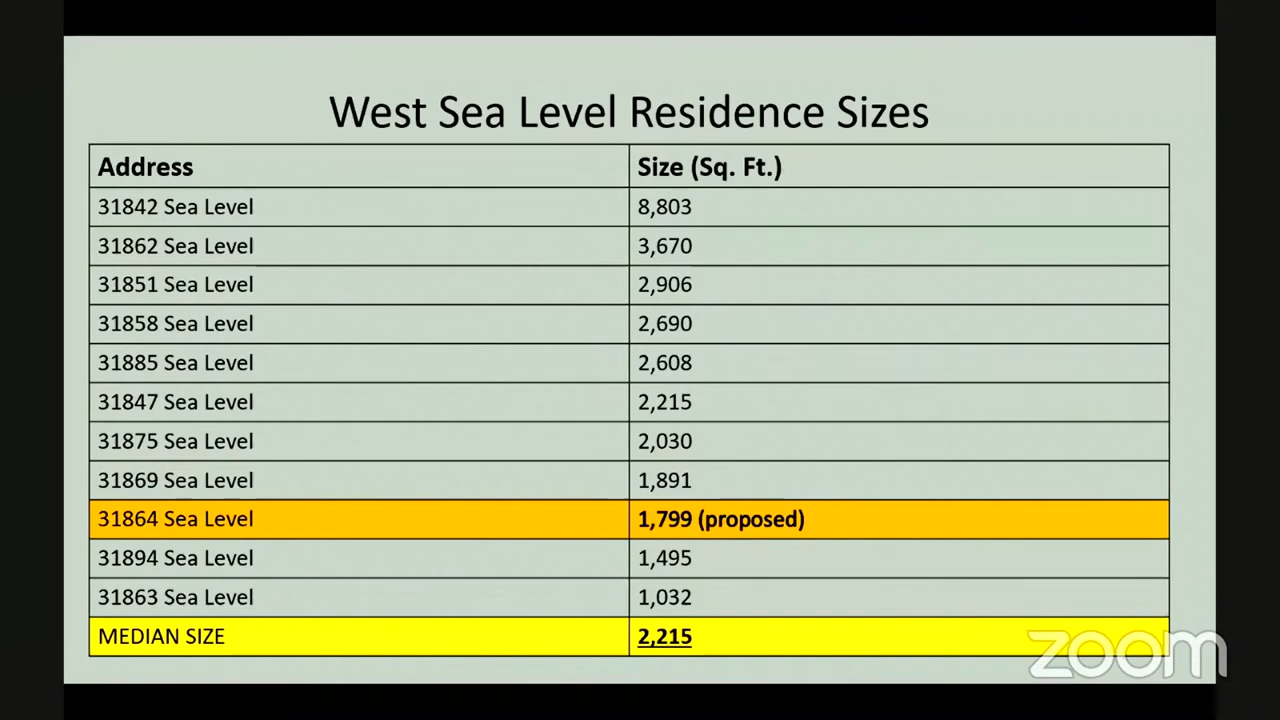 West Sea Level Residence Sizes
Address Size (Sq. Ft.)
31842 Sea Level 8,803
31862 Sea Level 3,670
31851 Sea Level 2,906
31858 Sea Level 2,690
31885 Sea Level 2,608
31847 Sea Level 2,215
31875 Sea Level 2,030
31869 Sea Level 1,891
31864 Sea Level 1,799 (proposed)
31894 Sea Level 1,495
31863 Sea Level 1,032
MEDIAN SIZE 2,215
zoom